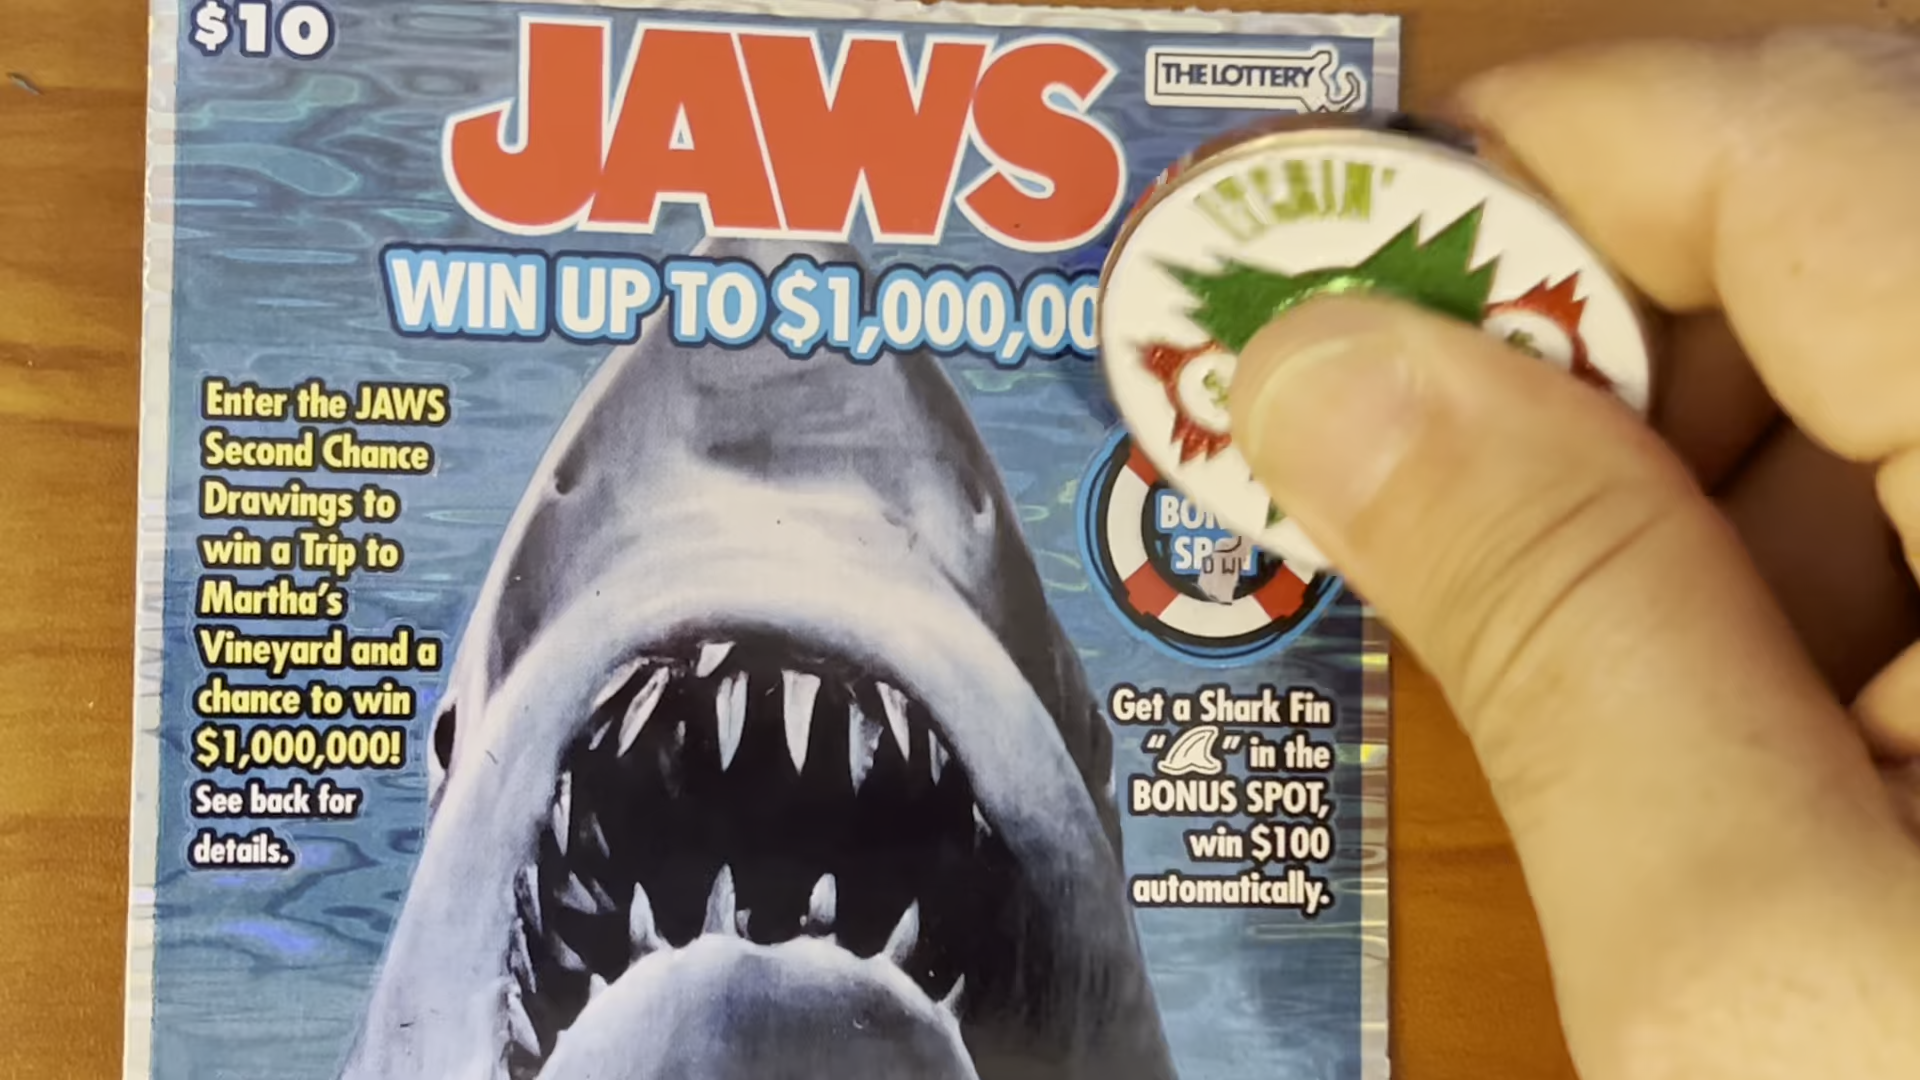 $10
JAWS
THE LOTTERY
WIN UP TO $1,000,00
Enter the JAWS
Second Chance
Drawings to
win a Trip to
Martha's
Vineyard and a
chance to win
$1,000,000!
See back for
details.
Get a Shark Fin
" " in the
BONUS SPOT,
win $100
automatically.